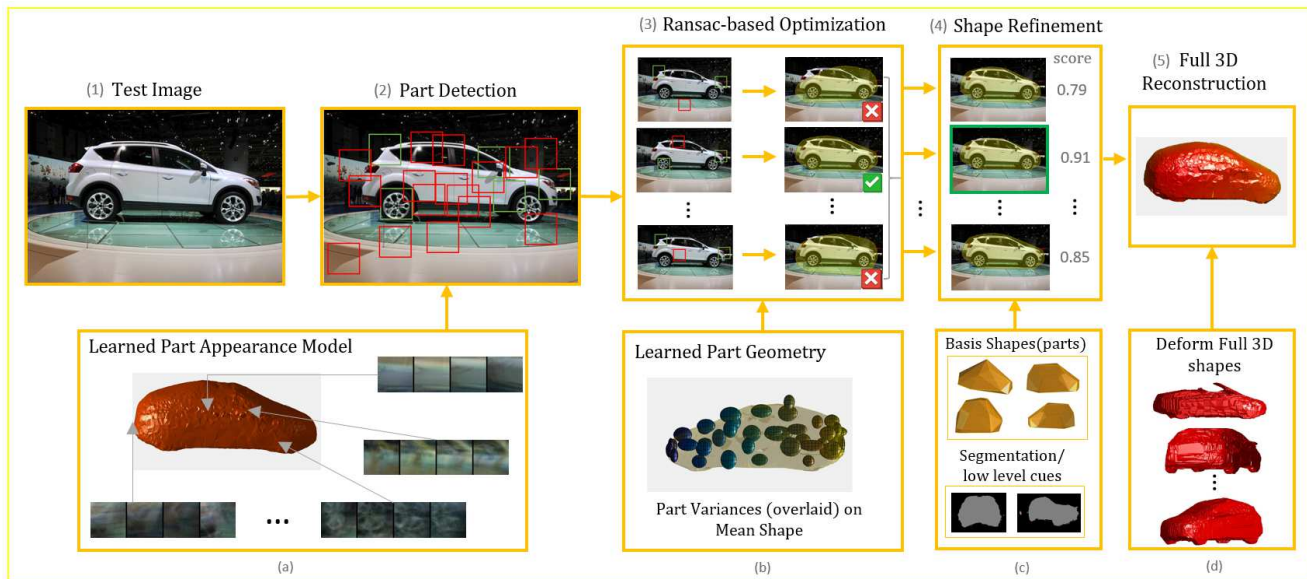 (1) Test Image
(2) Part Detection
(3) Ransac-based Optimization
(4) Shape Refinement
score
0.79
0.91
0.85
(5) Full 3D
Reconstruction
Learned Part Appearance Model
...
(a)
Learned Part Geometry
Part Variances (overlaid) on
Mean Shape
(b)
Basis Shapes(parts)
Segmentation/
low level cues
(c)
Deform Full 3D
shapes
(d)